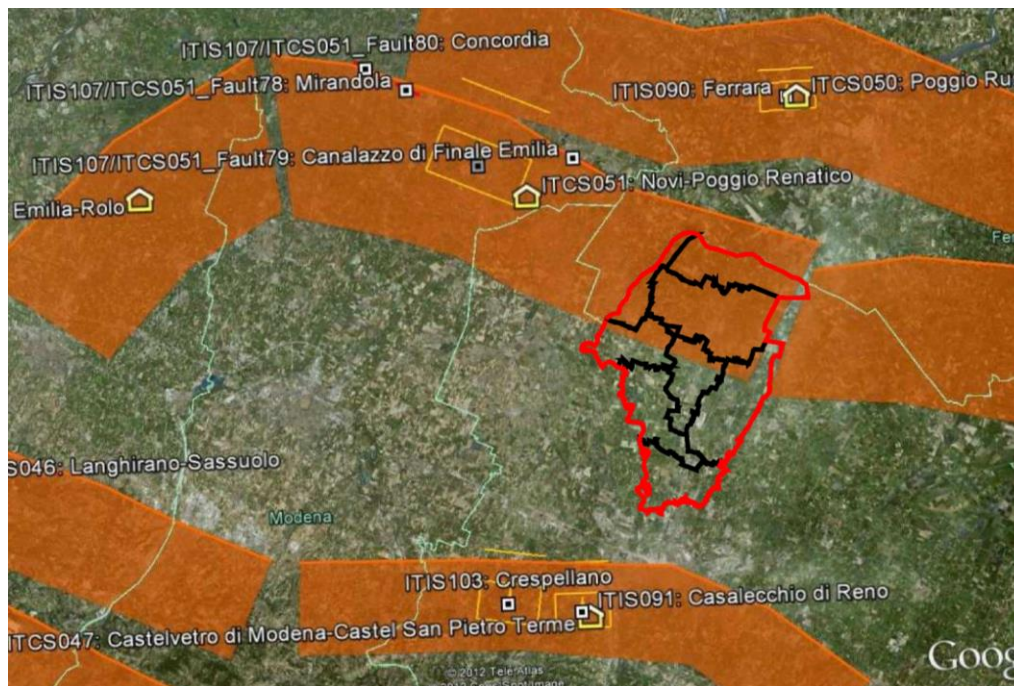 ITIS107/ITCS051_Fault80: Concordia
ITIS107/ITCS051_Fault78: Mirandola
ITIS090: Ferrara
ITCS050: Poggio Ru
ITIS107/ITCS051_Fault79: Canalazzo di Finale Emilia
ITCS051: Novi-Poggio Renatico
Emilia-Rolo
Fe
S046: Langhirano-Sassuolo
Modena
ITIS103: Crespellano
ITIS091: Casalecchio di Reno
ITCS047: Castelvetro di Modena-Castel San Pietro Terme
©2012 Tele Atlas
Goog